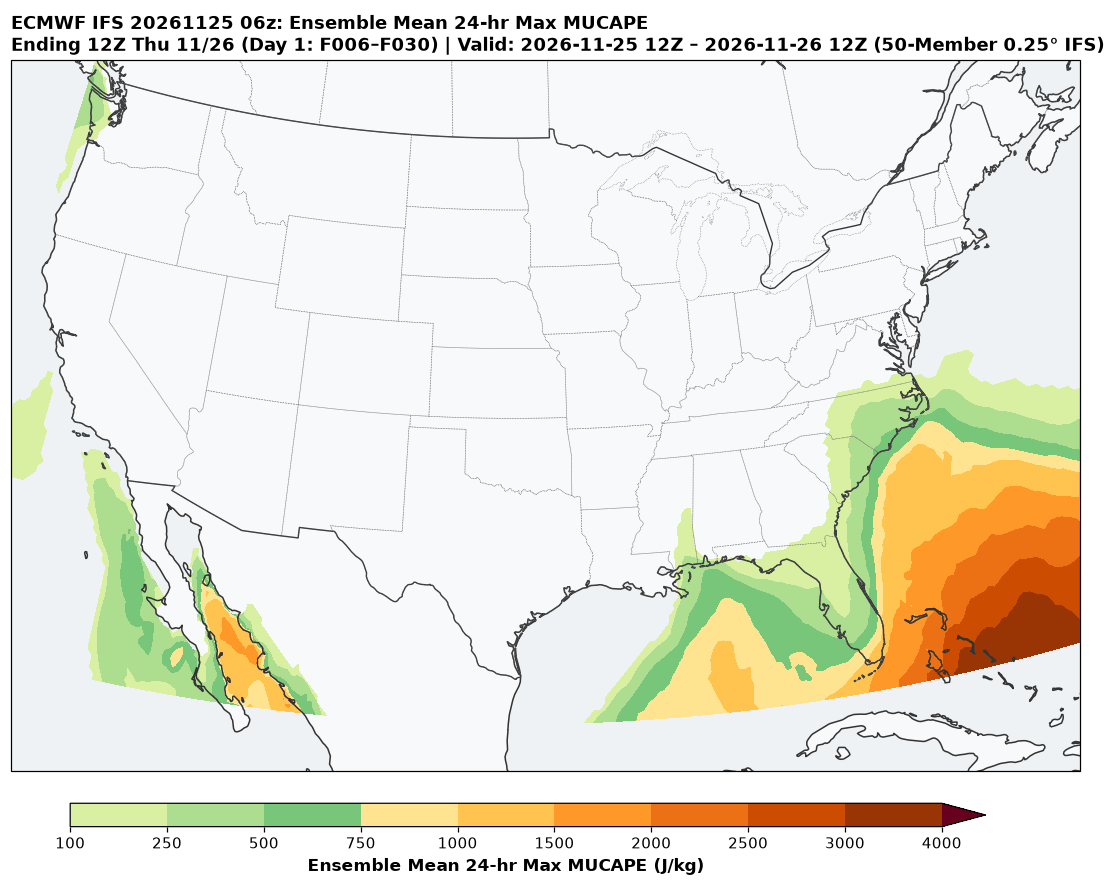 ECMWF IFS 20261125 06z: Ensemble Mean 24-hr Max MUCAPE
Ending 12Z Thu 11/26 (Day 1: F006–F030) | Valid: 2026-11-25 12Z – 2026-11-26 12Z (50-Member 0.25° IFS)
100 250 500 750 1000 1500 2000 2500 3000 4000
Ensemble Mean 24-hr Max MUCAPE (J/kg)